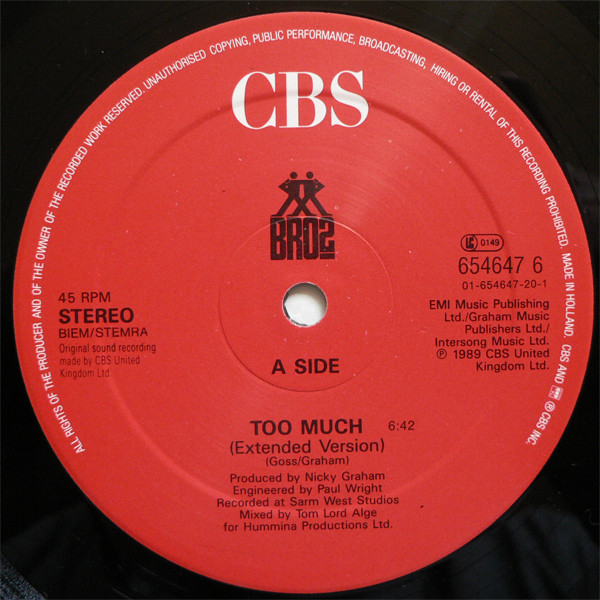 ALL RIGHTS OF THE PRODUCER AND OF THE OWNER OF THE RECORDED WORK RESERVED. UNAUTHORISED COPYING, PUBLIC PERFORMANCE, BROADCASTING, HIRING OR RENTAL OF THIS RECORDING PROHIBITED. MADE IN HOLLAND. CBS AND ® CBS INC.
CBS
BROS
LC 0149
654647 6
01-654647-20-1
45 RPM
STEREO
BIEM/STEMRA
Original sound recording
made by CBS United
Kingdom Ltd
EMI Music Publishing
Ltd./Graham Music
Publishers Ltd./
Intersong Music Ltd.
℗ 1989 CBS United
Kingdom Ltd.
A SIDE
TOO MUCH 6:42
(Extended Version)
(Goss/Graham)
Produced by Nicky Graham
Engineered by Paul Wright
Recorded at Sarm West Studios
Mixed by Tom Lord Alge
for Hummina Productions Ltd.